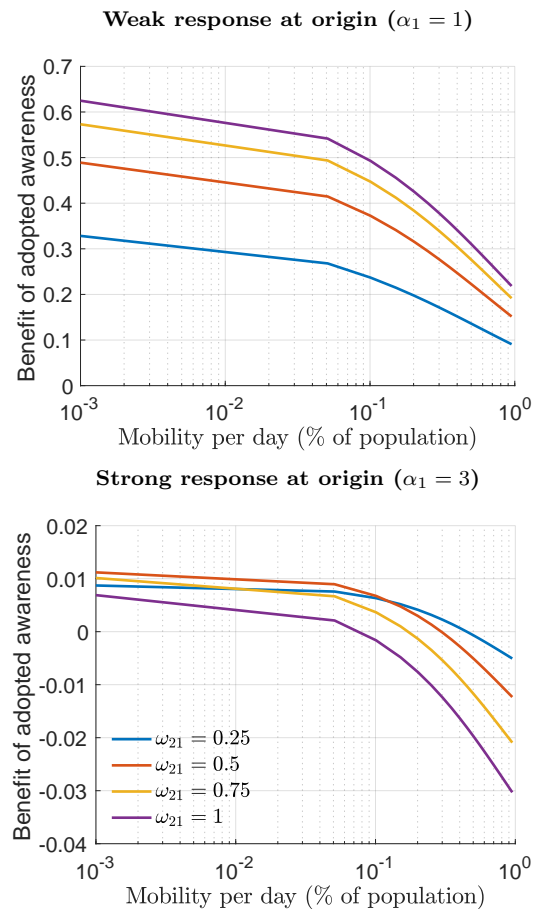 Weak response at origin (α₁ = 1)
Benefit of adopted awareness
0.7
0.6
0.5
0.4
0.3
0.2
0.1
0
10⁻³ 10⁻² 10⁻¹ 10⁰
Mobility per day (% of population)
Strong response at origin (α₁ = 3)
Benefit of adopted awareness
0.02
0.01
0
-0.01
-0.02
-0.03
-0.04
ω₂₁ = 0.25
ω₂₁ = 0.5
ω₂₁ = 0.75
ω₂₁ = 1
10⁻³ 10⁻² 10⁻¹ 10⁰
Mobility per day (% of population)